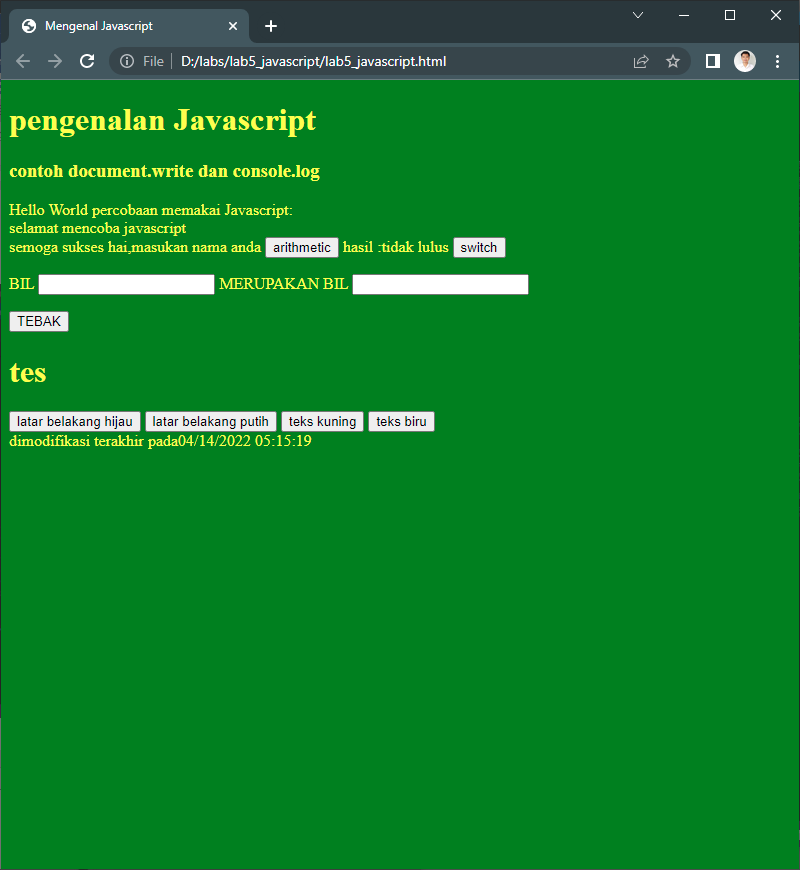 Mengenal Javascript
File D:/labs/lab5_javascript/lab5_javascript.html
pengenalan Javascript
contoh document.write dan console.log
Hello World percobaan memakai Javascript:
selamat mencoba javascript
semoga sukses hai,masukan nama anda arithmetic hasil :tidak lulus switch
BIL MERUPAKAN BIL
TEBAK
tes
latar belakang hijau latar belakang putih teks kuning teks biru
dimodifikasi terakhir pada04/14/2022 05:15:19